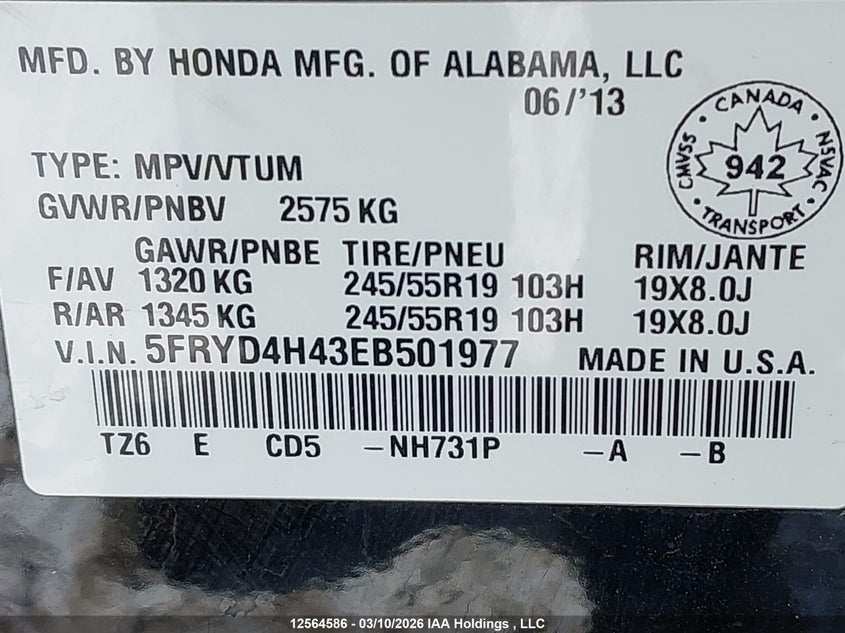 MFD. BY HONDA MFG. OF ALABAMA, LLC
06/'13
CANADA
CMVSS 942 NSVAC
TRANSPORT
TYPE: MPV/VTUM
GVWR/PNBV 2575 KG
GAWR/PNBE TIRE/PNEU RIM/JANTE
F/AV 1320 KG 245/55R19 103H 19X8.0J
R/AR 1345 KG 245/55R19 103H 19X8.0J
V.I.N. 5FRYD4H43EB501977 MADE IN U.S.A.
TZ6 E CD5 -NH731P -A -B
12564586 - 03/10/2026 IAA Holdings , LLC